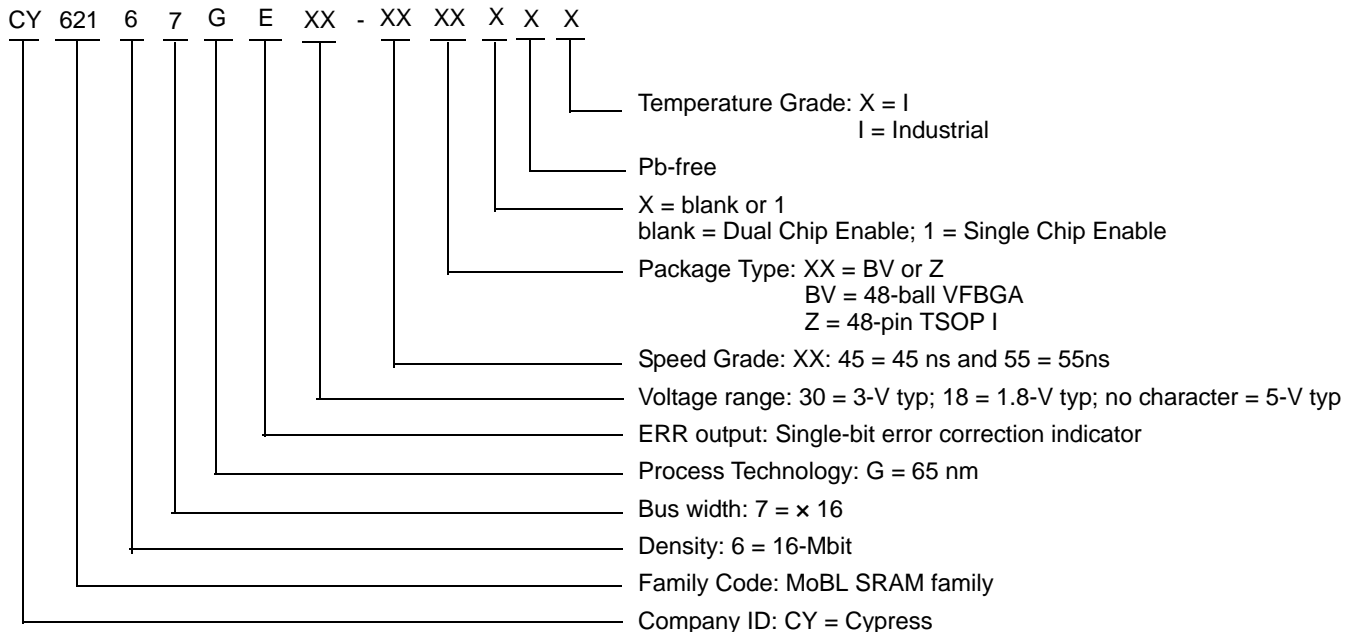 CY 621 6 7 G E XX - XX XX X X X
Temperature Grade: X = I
I = Industrial
Pb-free
X = blank or 1
blank = Dual Chip Enable; 1 = Single Chip Enable
Package Type: XX = BV or Z
BV = 48-ball VFBGA
Z = 48-pin TSOP I
Speed Grade: XX: 45 = 45 ns and 55 = 55ns
Voltage range: 30 = 3-V typ; 18 = 1.8-V typ; no character = 5-V typ
ERR output: Single-bit error correction indicator
Process Technology: G = 65 nm
Bus width: 7 = × 16
Density: 6 = 16-Mbit
Family Code: MoBL SRAM family
Company ID: CY = Cypress